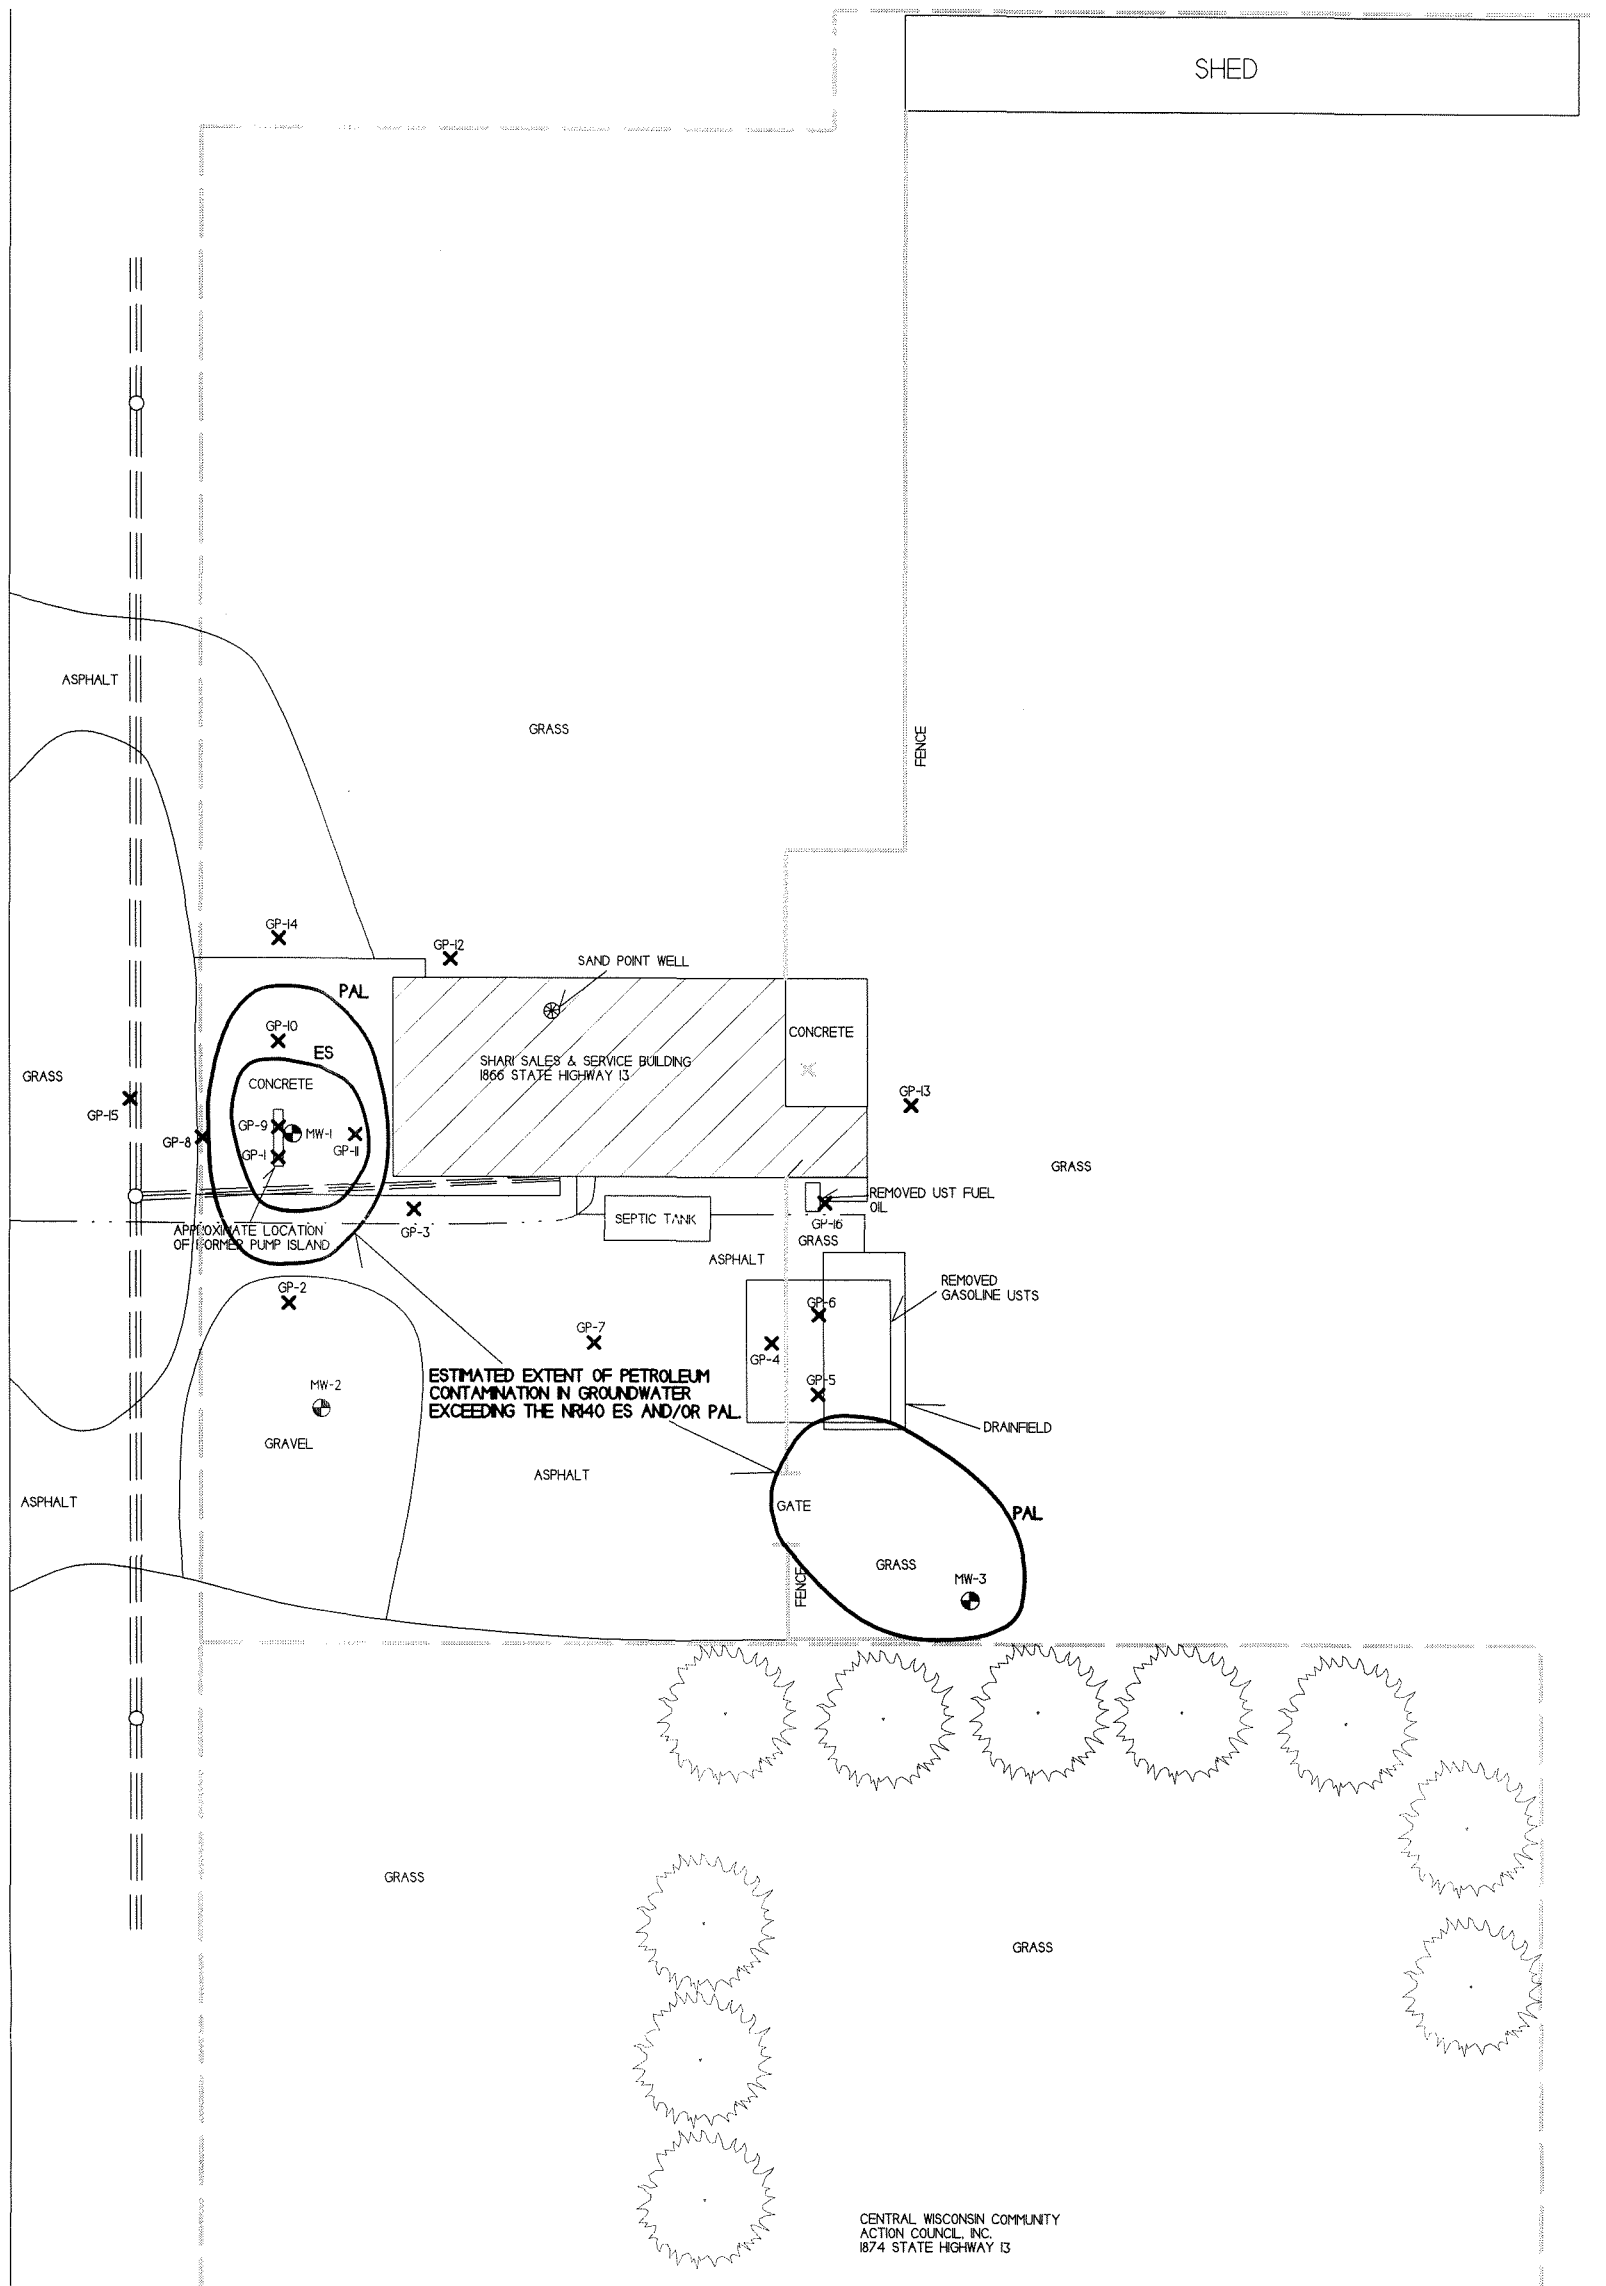 SHED
ASPHALT
GRASS
FENCE
GP-14
GP-12
SAND POINT WELL
PAL
GP-10
ES
CONCRETE
CONCRETE
SHARI SALES & SERVICE BUILDING
1866 STATE HIGHWAY 13
GRASS
GP-15
GP-13
GP-9
MW-1
GP-8
GP-11
GP-1
GRASS
REMOVED UST FUEL
OIL
SEPTIC TANK
GP-16
GP-3
APPROXIMATE LOCATION
OF FORMER PUMP ISLAND
GRASS
ASPHALT
REMOVED
GASOLINE USTS
GP-2
GP-6
GP-7
GP-4
ESTIMATED EXTENT OF PETROLEUM
CONTAMINATION IN GROUNDWATER
EXCEEDING THE NR140 ES AND/OR PAL.
GP-5
MW-2
DRAINFIELD
GRAVEL
ASPHALT
ASPHALT
GATE
PAL
GRASS
MW-3
FENCE
GRASS
GRASS
CENTRAL WISCONSIN COMMUNITY
ACTION COUNCIL, INC.
1874 STATE HIGHWAY 13